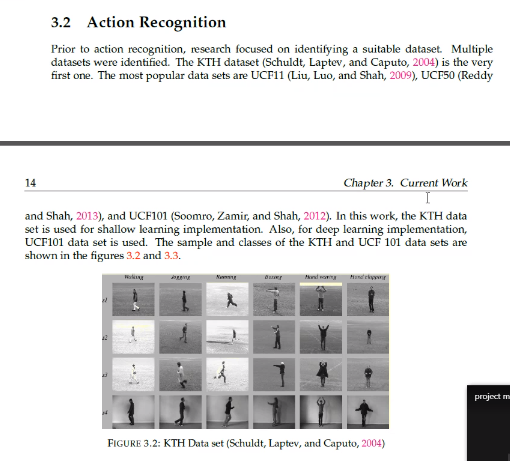 3.2 Action Recognition
Prior to action recognition, research focused on identifying a suitable dataset. Multiple
datasets were identified. The KTH dataset (Schuldt, Laptev, and Caputo, 2004) is the very
first one. The most popular data sets are UCF11 (Liu, Luo, and Shah, 2009), UCF50 (Reddy
14 Chapter 3. Current Work
and Shah, 2013), and UCF101 (Soomro, Zamir, and Shah, 2012). In this work, the KTH data
set is used for shallow learning implementation. Also, for deep learning implementation,
UCF101 data set is used. The sample and classes of the KTH and UCF 101 data sets are
shown in the figures 3.2 and 3.3.
Walking Jogging Running Boxing Hand waving Hand clapping
s1
s2
s3
s4
FIGURE 3.2: KTH Data set (Schuldt, Laptev, and Caputo, 2004)
project m